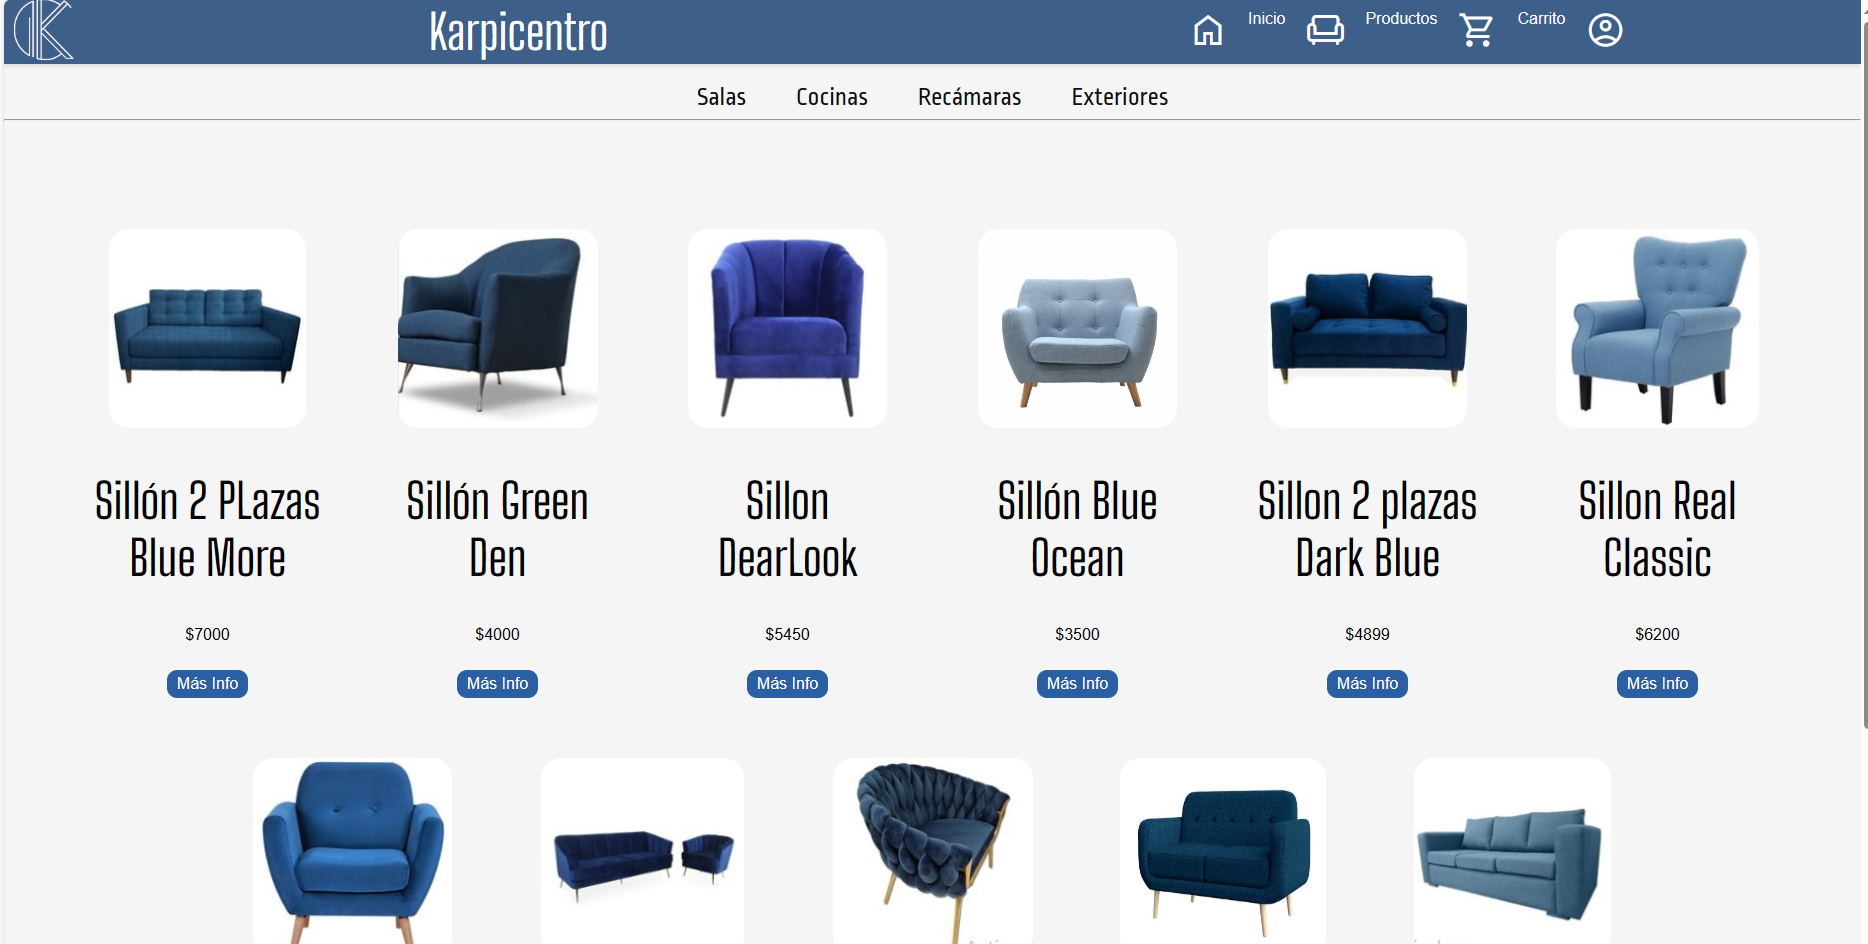 Karpicentro
Inicio
Productos
Carrito
Salas
Cocinas
Recámaras
Exteriores
Sillón 2 PLazas
Blue More
$7000
Más Info
Sillón Green
Den
$4000
Más Info
Sillon
DearLook
$5450
Más Info
Sillón Blue
Ocean
$3500
Más Info
Sillon 2 plazas
Dark Blue
$4899
Más Info
Sillon Real
Classic
$6200
Más Info